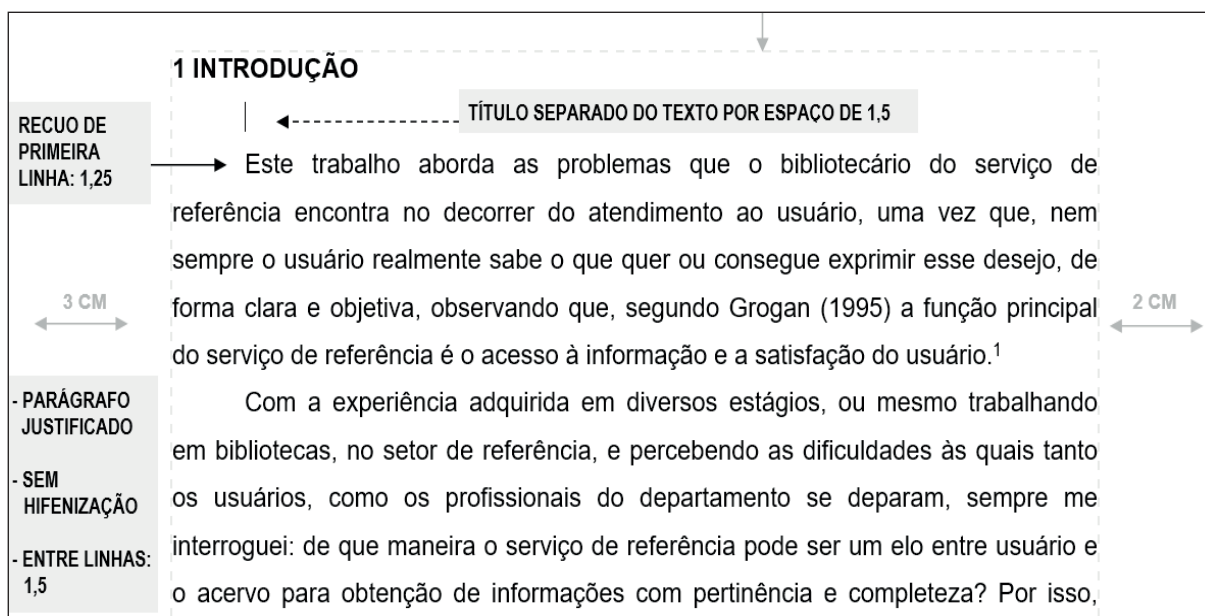 1 INTRODUÇÃO
TÍTULO SEPARADO DO TEXTO POR ESPAÇO DE 1,5
RECUO DE
PRIMEIRA
LINHA: 1,25
Este trabalho aborda as problemas que o bibliotecário do serviço de
referência encontra no decorrer do atendimento ao usuário, uma vez que, nem
sempre o usuário realmente sabe o que quer ou consegue exprimir esse desejo, de
forma clara e objetiva, observando que, segundo Grogan (1995) a função principal
do serviço de referência é o acesso à informação e a satisfação do usuário.¹
3 CM
2 CM
- PARÁGRAFO
JUSTIFICADO
- SEM
HIFENIZAÇÃO
- ENTRE LINHAS:
1,5
Com a experiência adquirida em diversos estágios, ou mesmo trabalhando
em bibliotecas, no setor de referência, e percebendo as dificuldades às quais tanto
os usuários, como os profissionais do departamento se deparam, sempre me
interroguei: de que maneira o serviço de referência pode ser um elo entre usuário e
o acervo para obtenção de informações com pertinência e completeza? Por isso,